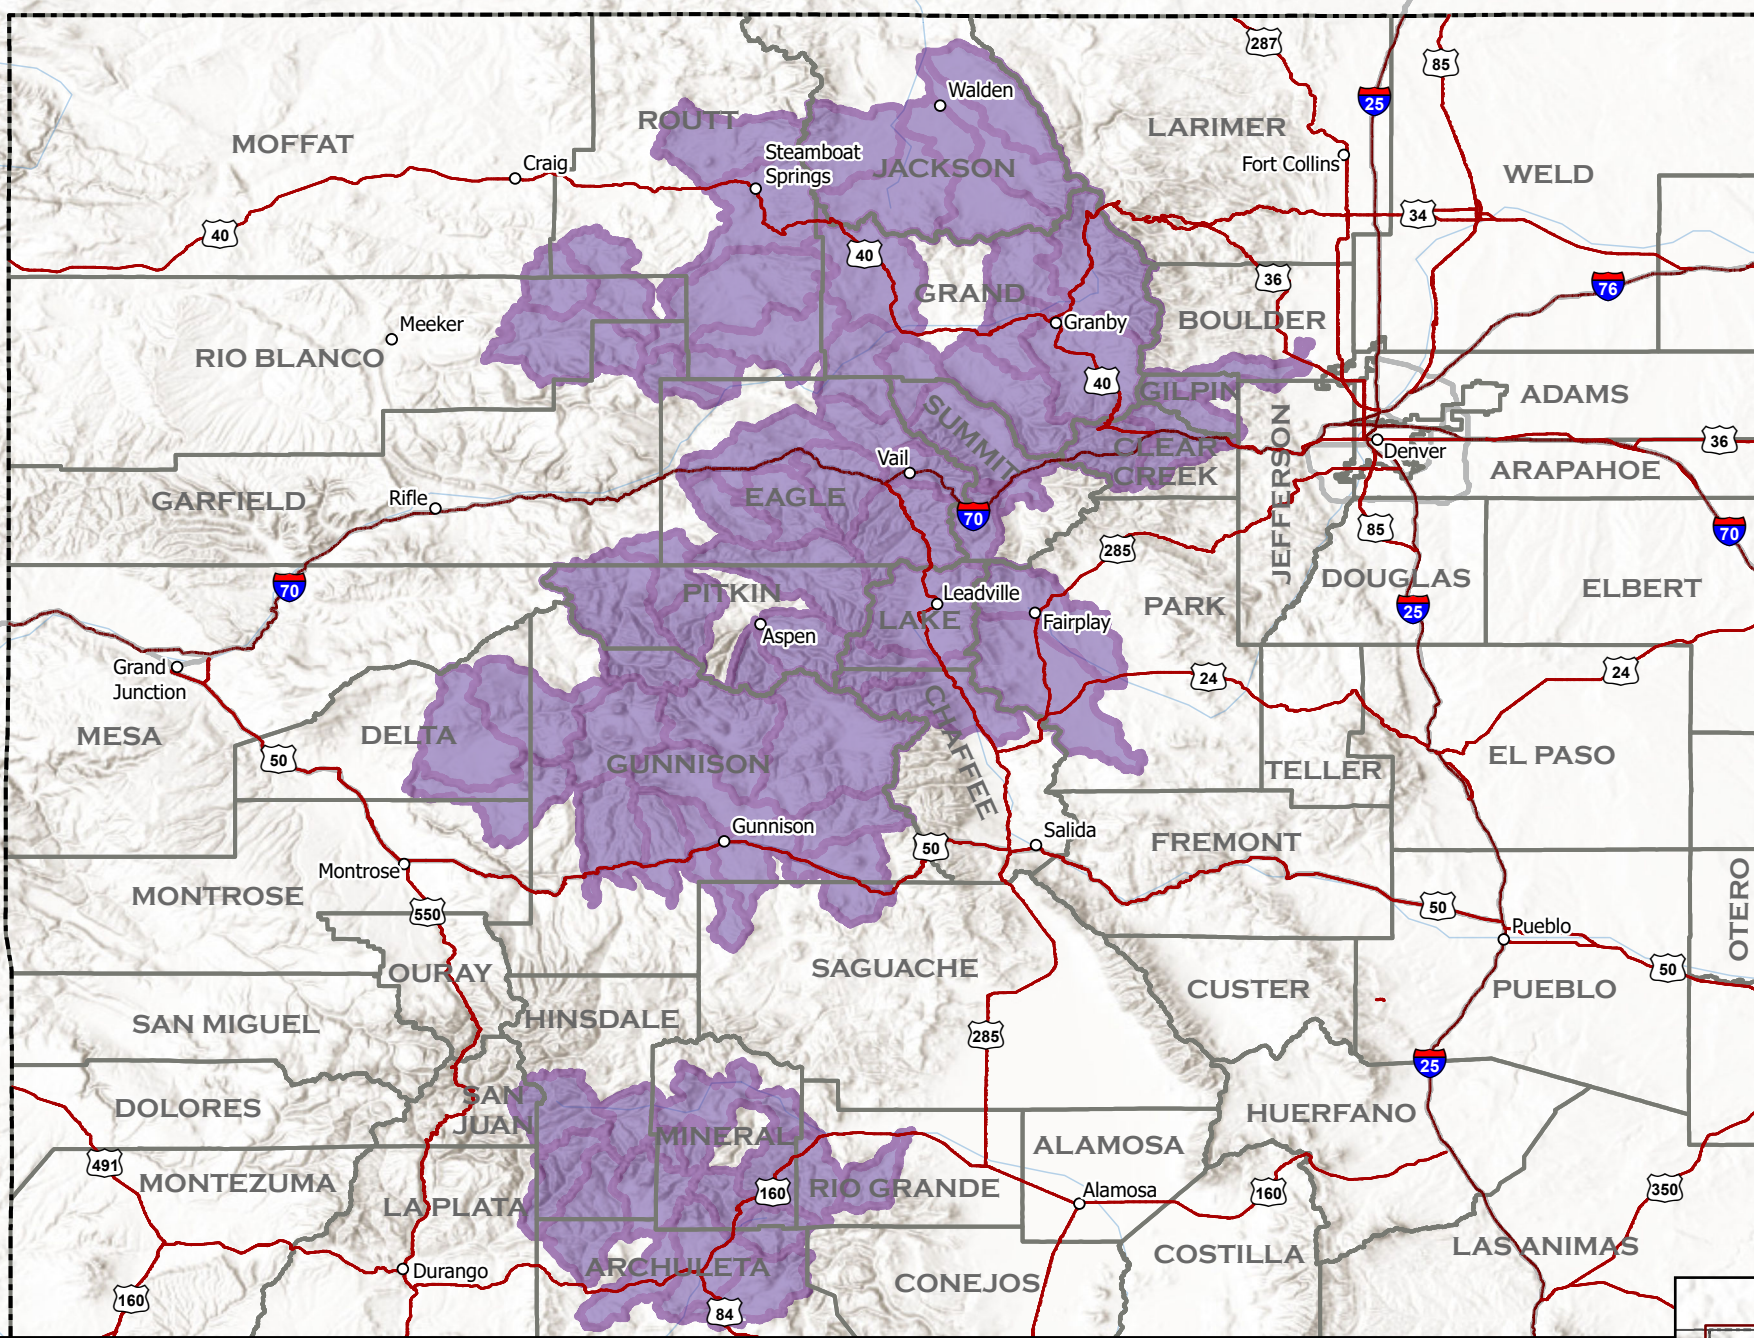 287
85
25
Walden
ROUTT
LARIMER
MOFFAT
Steamboat
Springs
Craig
JACKSON
Fort Collins
WELD
34
40
40
36
76
GRAND
Meeker
Granby
BOULDER
RIO BLANCO
40
GILPIN
ADAMS
SUMMIT
JEFFERSON
36
CLEAR
CREEK
Denver
Vail
ARAPAHOE
EAGLE
GARFIELD
Rifle
70
85
70
285
70
PITKIN
DOUGLAS
ELBERT
Leadville
LAKE
PARK
25
Fairplay
Aspen
Grand
Junction
24
24
MESA
DELTA
CHAFFEE
50
GUNNISON
TELLER
EL PASO
Gunnison
Salida
50
FREMONT
Montrose
MONTROSE
550
50
OTERO
Pueblo
OURAY
SAGUACHE
50
CUSTER
PUEBLO
SAN MIGUEL
HINSDALE
285
25
SAN
JUAN
DOLORES
HUERFANO
MINERAL
ALAMOSA
491
MONTEZUMA
160
RIO GRANDE
Alamosa
160
350
LA PLATA
COSTILLA
LAS ANIMAS
Durango
ARCHULETA
CONEJOS
160
84